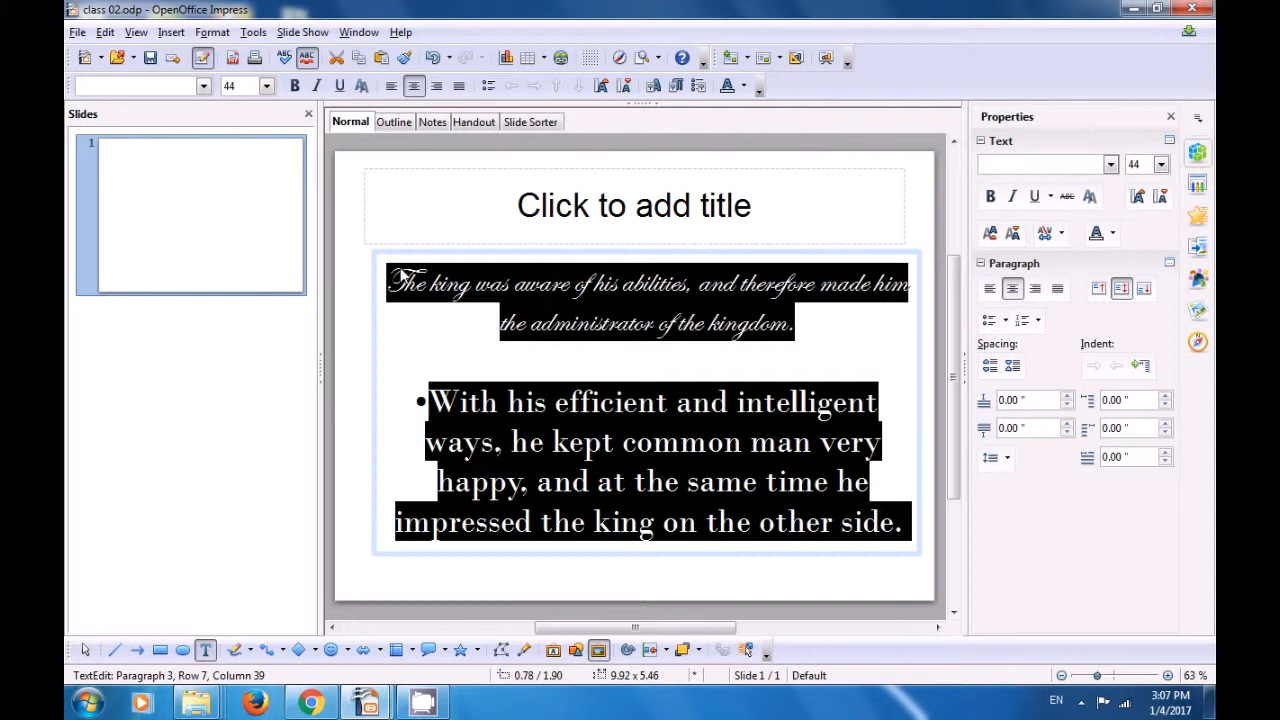 class 02.odp - OpenOffice Impress
File Edit View Insert Format Tools Slide Show Window Help
44
Slides
Normal Outline Notes Handout Slide Sorter
1
Click to add title
The king was aware of his abilities, and therefore made him
the administrator of the kingdom.
•With his efficient and intelligent
ways, he kept common man very
happy, and at the same time he
impressed the king on the other side.
Properties
Text
44
Paragraph
Spacing: Indent:
0.00 " 0.00 "
0.00 " 0.00 "
0.00 "
TextEdit: Paragraph 3, Row 7, Column 39 0.78 / 1.90 9.92 x 5.46 * Slide 1 / 1 Default 63 %
EN 3:07 PM
1/4/2017